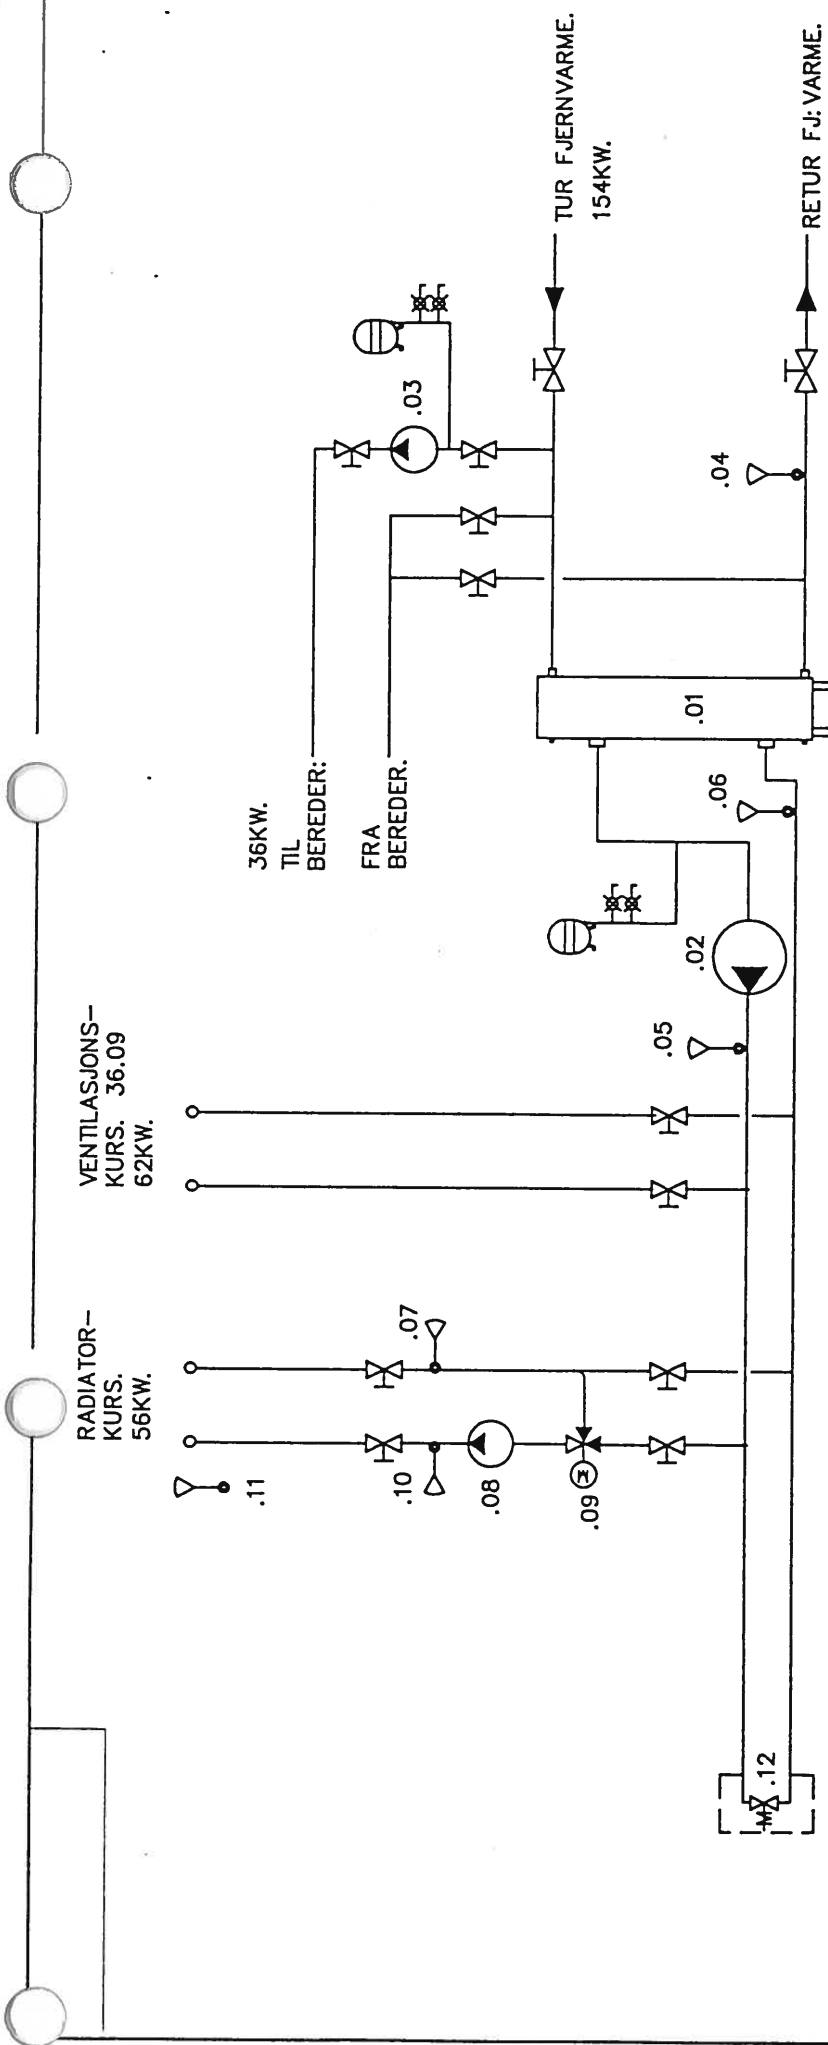 RADIATOR–
KURS.
56KW.
VENTILASJONS–
KURS. 36.09
62KW.
36KW.
TIL
BEREDER:
FRA
BEREDER.
TUR FJERNVARME.
154KW.
RETUR FJ:VARME.
.11
.10
.07
.08
.09
.12
.05
.02
.06
.01
.03
.04
M
M